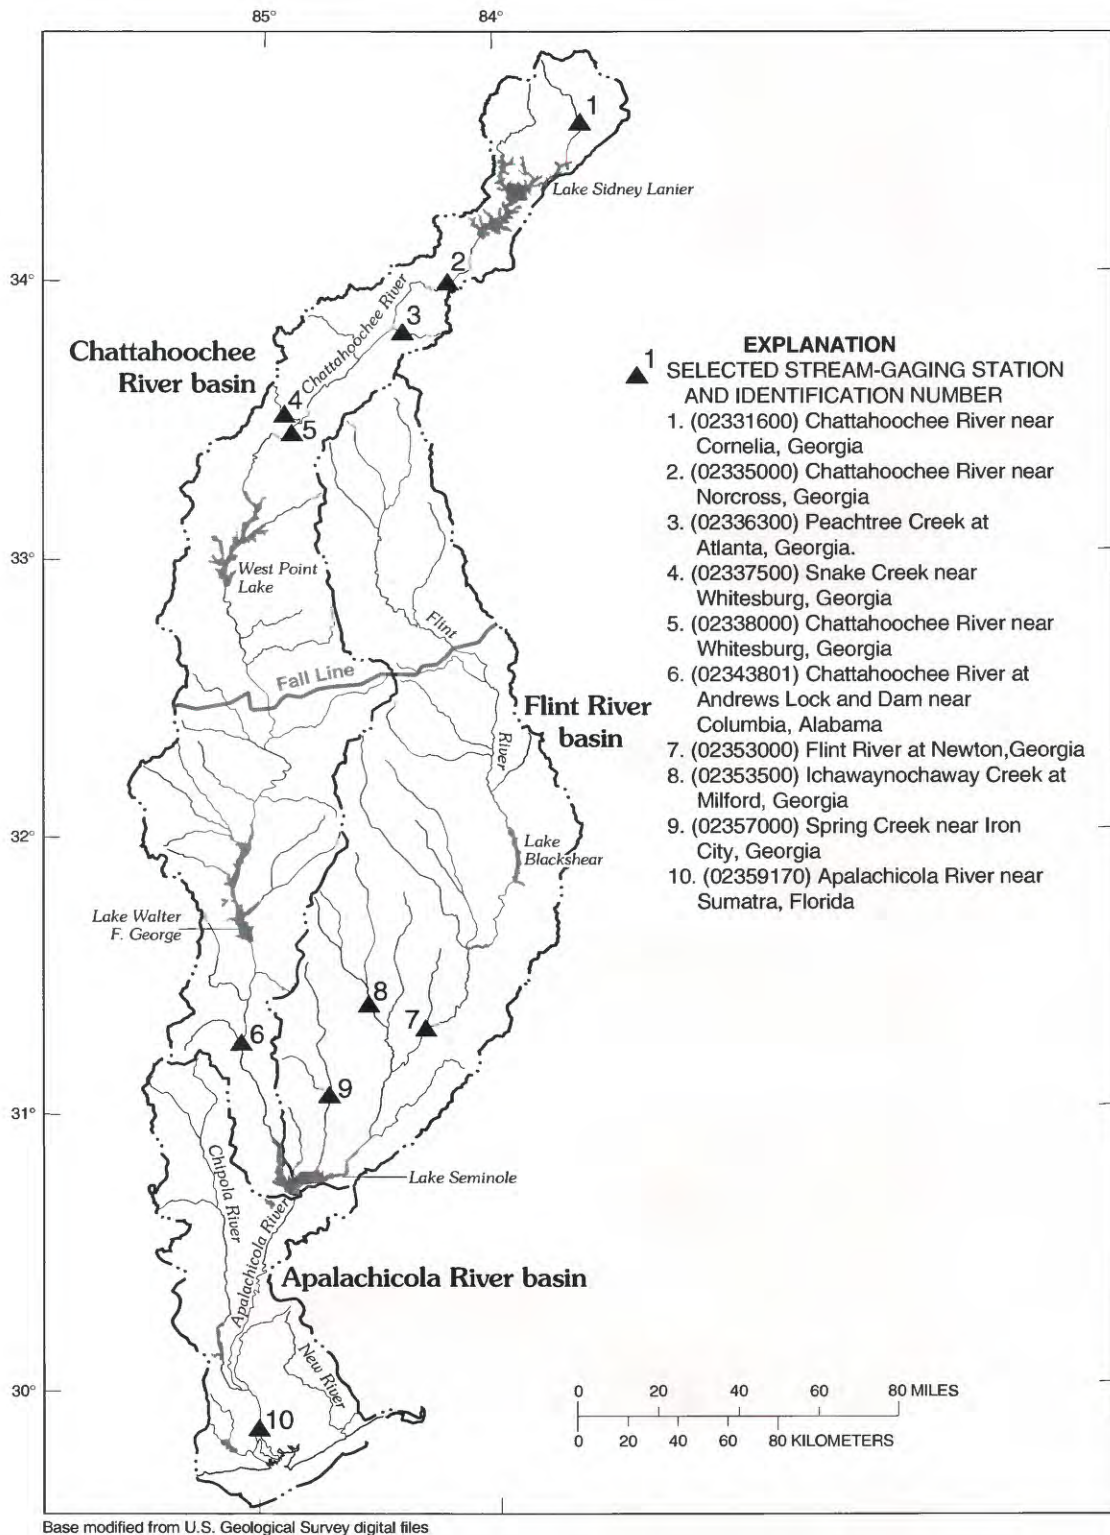 85°
84°
1
Lake Sidney Lanier
2
34°
3
Chattahoochee River
Chattahoochee
River basin
4
5
EXPLANATION
1 SELECTED STREAM-GAGING STATION
AND IDENTIFICATION NUMBER
1. (02331600) Chattahoochee River near
Cornelia, Georgia
2. (02335000) Chattahoochee River near
Norcross, Georgia
3. (02336300) Peachtree Creek at
Atlanta, Georgia.
4. (02337500) Snake Creek near
Whitesburg, Georgia
5. (02338000) Chattahoochee River near
Whitesburg, Georgia
6. (02343801) Chattahoochee River at
Andrews Lock and Dam near
Columbia, Alabama
7. (02353000) Flint River at Newton,Georgia
8. (02353500) Ichawaynochaway Creek at
Milford, Georgia
9. (02357000) Spring Creek near Iron
City, Georgia
10. (02359170) Apalachicola River near
Sumatra, Florida
33°
West Point
Lake
Flint
Fall Line
Flint River
basin
River
32°
Lake
Blackshear
Lake Walter
F. George
8
7
6
9
31°
Chipola River
Lake Seminole
Apalachicola River
Apalachicola River basin
New River
30°
10
0 20 40 60 80 MILES
0 20 40 60 80 KILOMETERS
Base modified from U.S. Geological Survey digital files